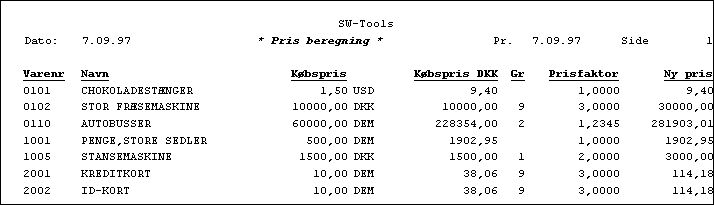 SW-Tools
Dato: 7.09.97 * Pris beregning * Pr. 7.09.97 Side 1
Varenr Navn Købspris Købspris DKK Gr Prisfaktor Ny pris
0101 CHOKOLADESTÆNGER 1,50 USD 9,40 1,0000 9,40
0102 STOR FRÆSEMASKINE 10000,00 DKK 10000,00 9 3,0000 30000,00
0110 AUTOBUSSER 60000,00 DEM 228354,00 2 1,2345 281903,01
1001 PENGE,STORE SEDLER 500,00 DEM 1902,95 1,0000 1902,95
1005 STANSEMASKINE 1500,00 DKK 1500,00 1 2,0000 3000,00
2001 KREDITKORT 10,00 DEM 38,06 9 3,0000 114,18
2002 ID-KORT 10,00 DEM 38,06 9 3,0000 114,18